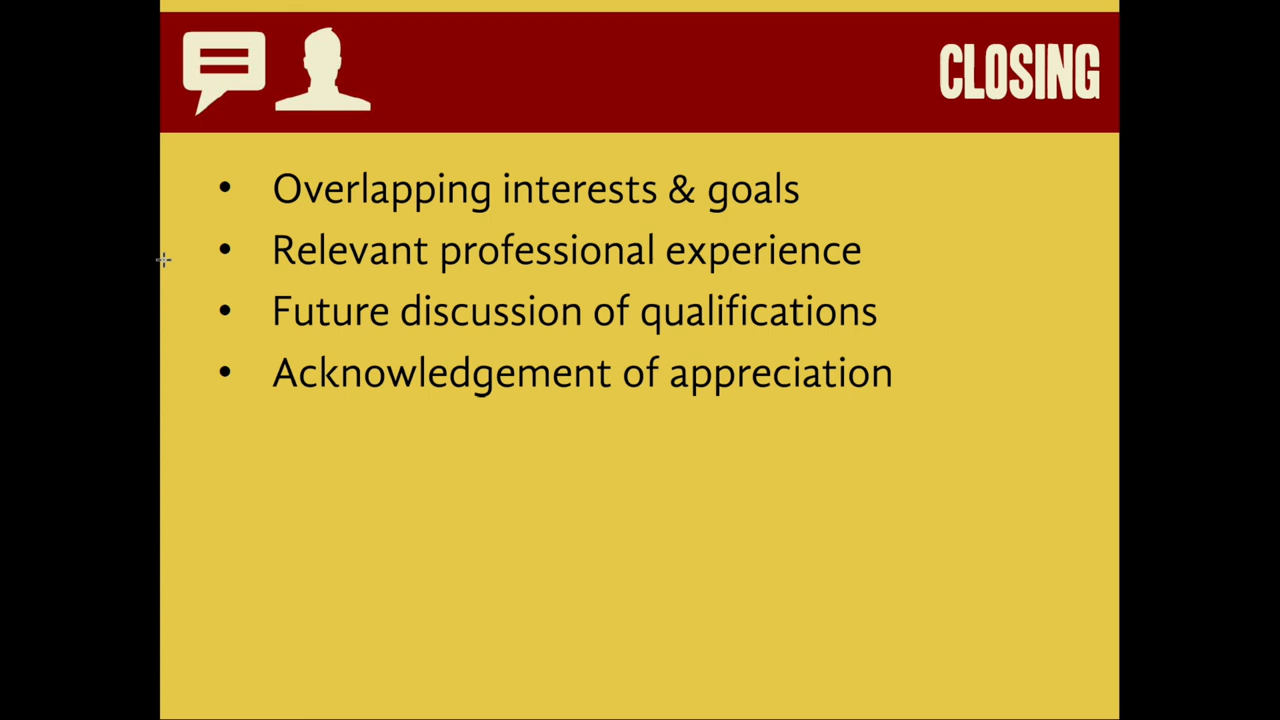 CLOSING
• Overlapping interests & goals
• Relevant professional experience
• Future discussion of qualifications
• Acknowledgement of appreciation